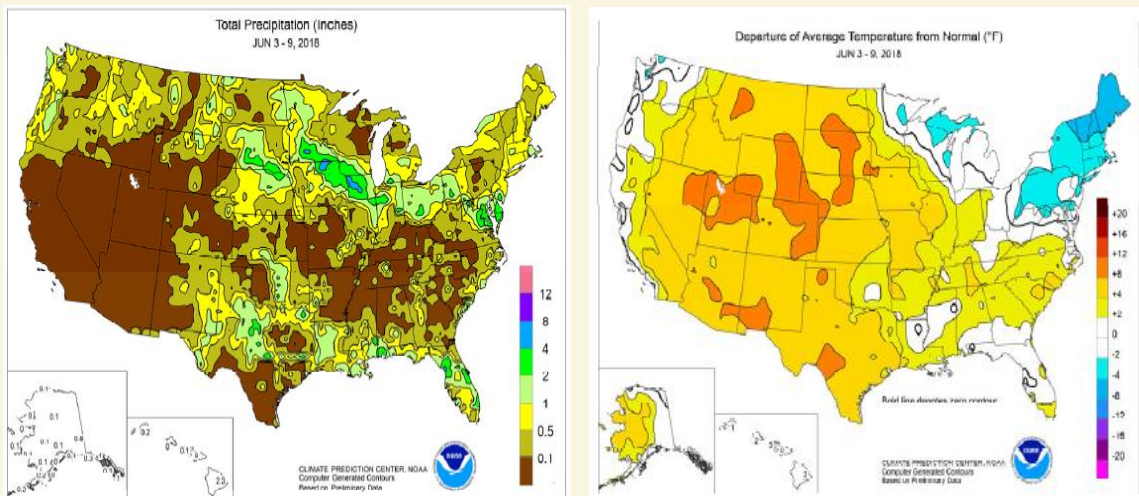 Total Precipitation (Inches)
JUN 3 - 9, 2018
12
8
4
2
1
0.5
0.1
CLIMATE PREDICTION CENTER, NOAA
Computer Generated Contours
Based on Preliminary Data
Departure of Average Temperature from Normal (°F)
JUN 3 - 9, 2018
+20
+16
+12
+8
+4
+2
0
-2
-4
-8
-12
-16
-20
Bold line denotes zero contour
CLIMATE PREDICTION CENTER, NOAA
Computer Generated Contours
Based on Preliminary Data